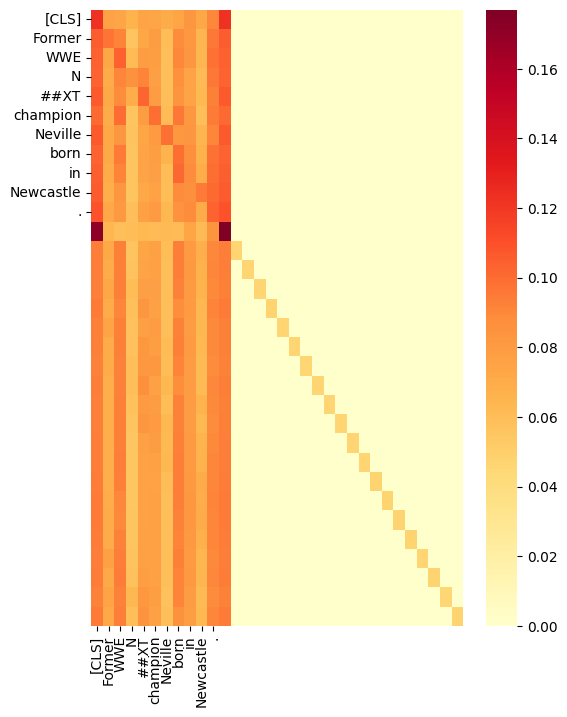 [CLS]
Former
WWE
N
##XT
champion
Neville
born
in
Newcastle
.
0.16
0.14
0.12
0.10
0.08
0.06
0.04
0.02
0.00
[CLS]
Former
WWE
N
##XT
champion
Neville
born
in
Newcastle
.